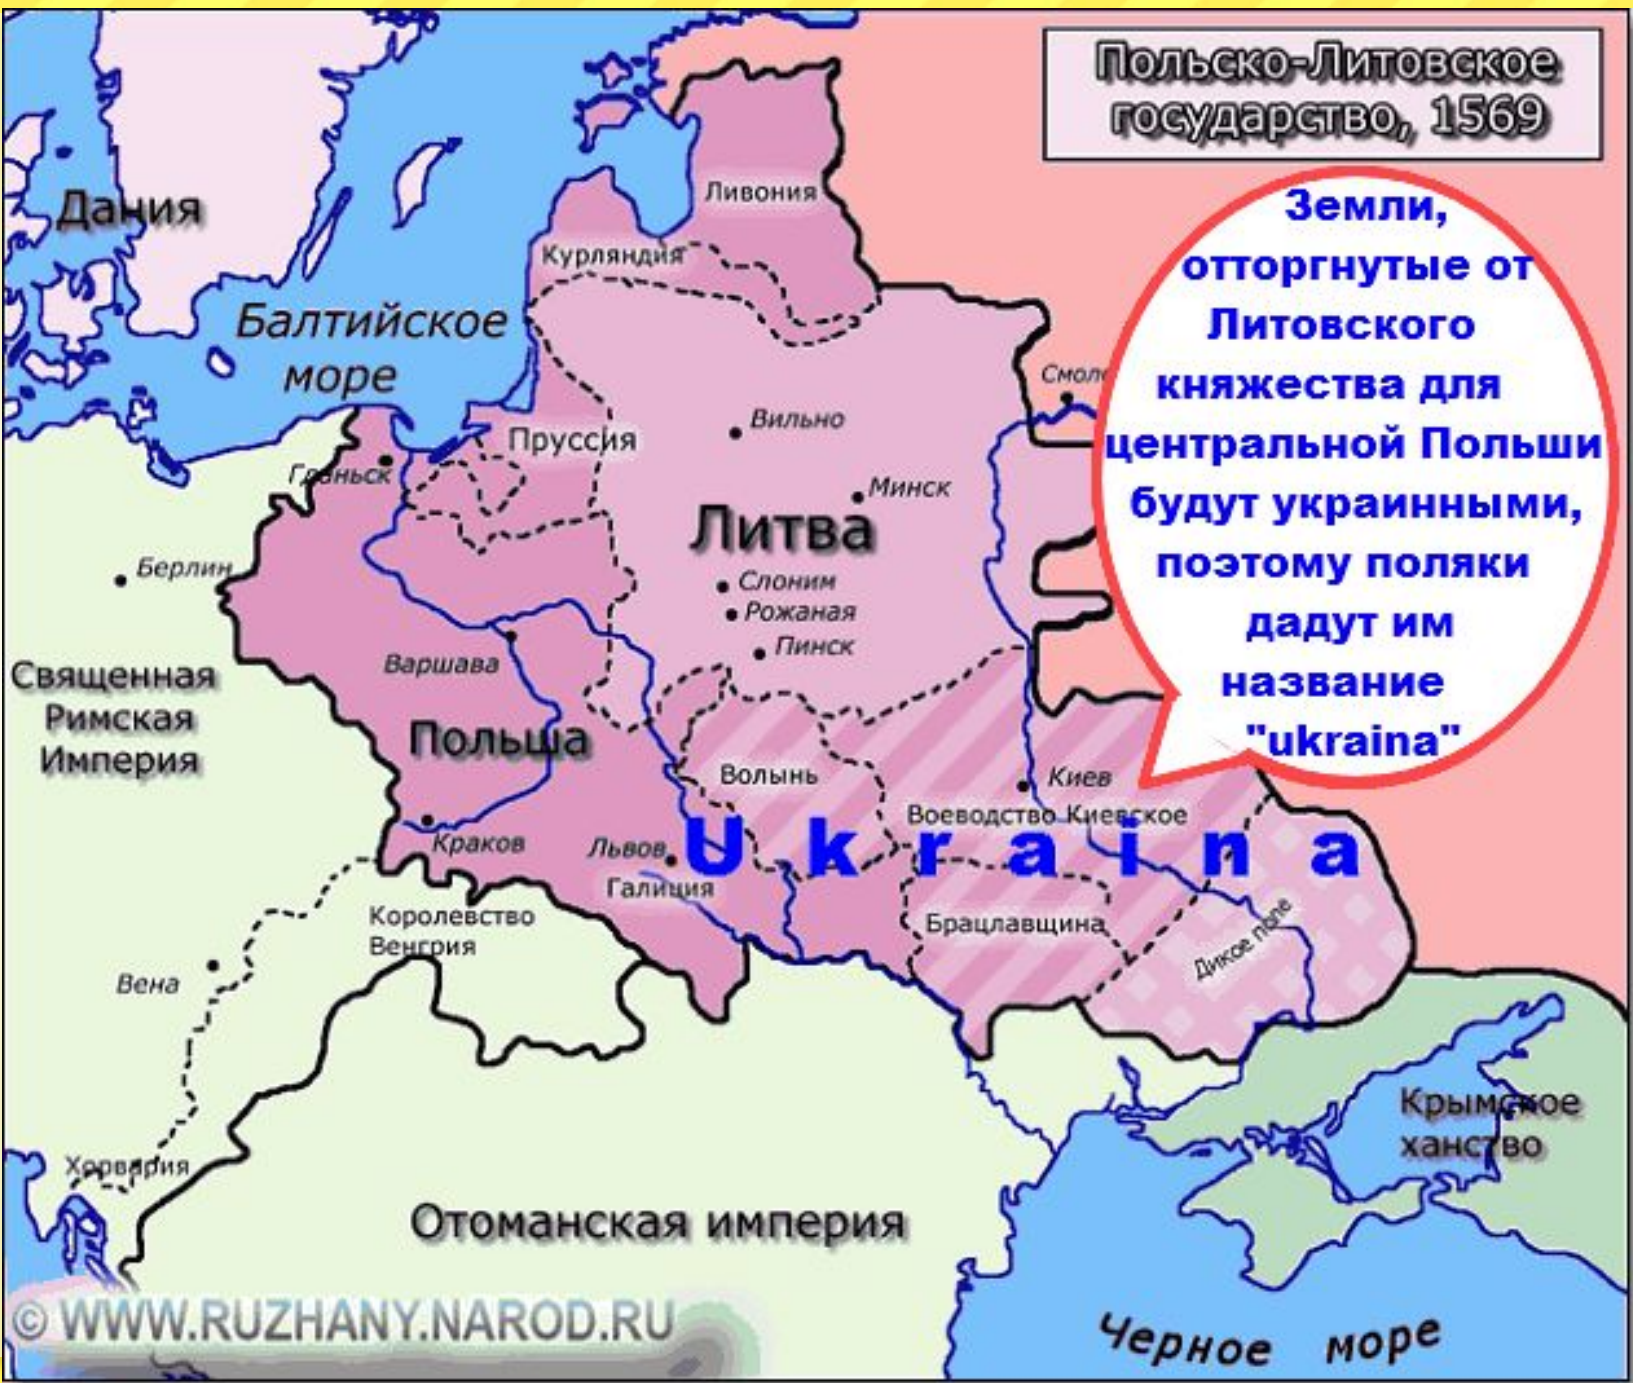 Польско-Литовское
государство, 1569
Земли,
отторгнутые от
Литовского
княжества для
центральной Польши
будут украинными,
поэтому поляки
дадут им
название
"ukraina"
Дания
Ливония
Курляндия
Балтийское
море
Смол
Вильно
Пруссия
Гданьск
Минск
Литва
Берлин
Слоним
Рожаная
Пинск
Варшава
Священная
Римская
Империя
Польша
Волынь
Киев
Воеводство Киевское
Краков
Львов
Ukraina
Галиция
Королевство
Венгрия
Брацлавщина
Дикое поле
Вена
Крымское
ханство
Хорвария
Отоманская империя
© WWW.RUZHANY.NAROD.RU
Черное море